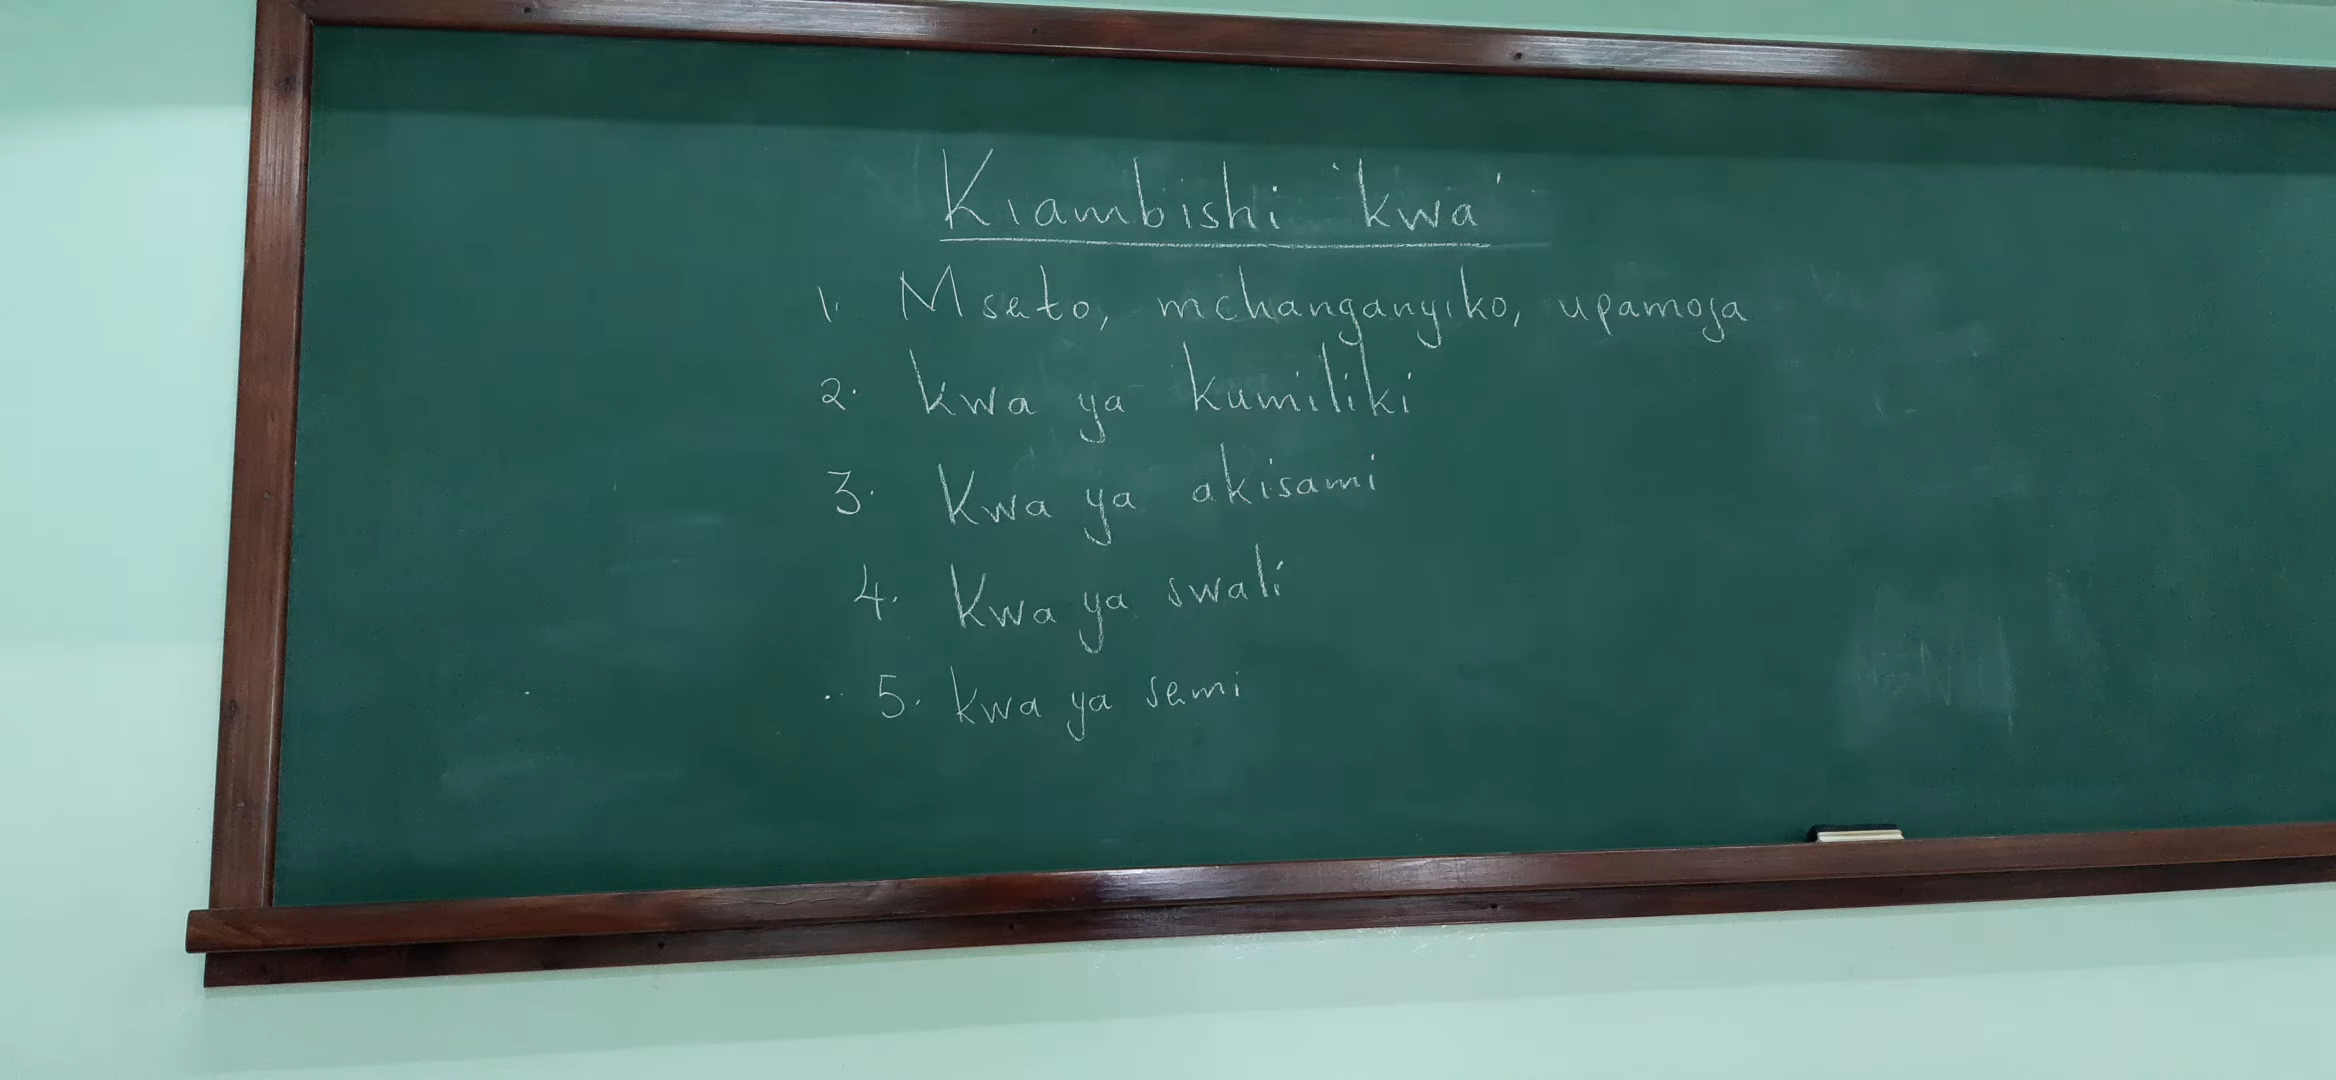 Kiambishi 'kwa'
1. Mseto, mchanganyiko, upamoja
2. kwa ya kumiliki
3. Kwa ya akisami
4. Kwa ya swali
5. kwa ya semi